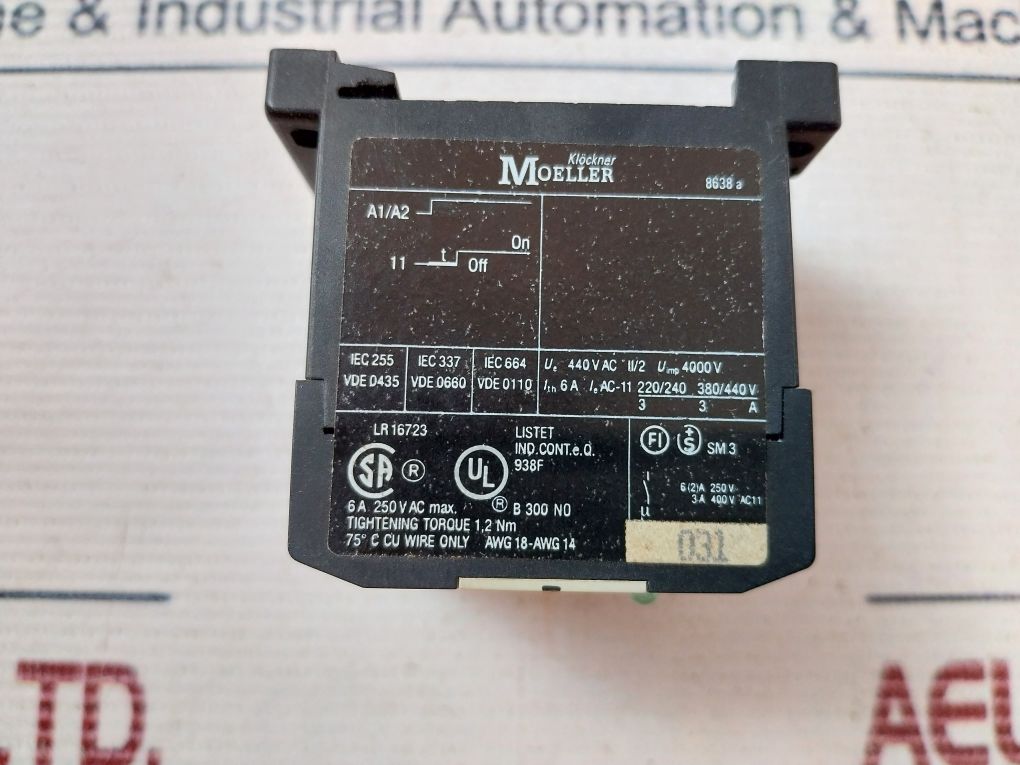 e & Industrial Automation & Mac
Klöckner
MOELLER
8638 a
A1/A2
On
11 t Off
IEC 255 IEC 337 IEC 664 Ue 440 V AC II/2 Uimp 4000 V
VDE 0435 VDE 0660 VDE 0110 Ith 6 A Ie AC-11 220/240 380/440 V
3 3 A
LR 16723
SA ®
UL ®
LISTET
IND.CONT.e.Q.
938F
B 300 NO
6 A 250 V AC max.
TIGHTENING TORQUE 1,2 Nm
75° C CU WIRE ONLY AWG 18-AWG 14
FI +S SM 3
6(2)A 250 V~
3 A 400 V~AC11
µ
031
LTD.
AEU